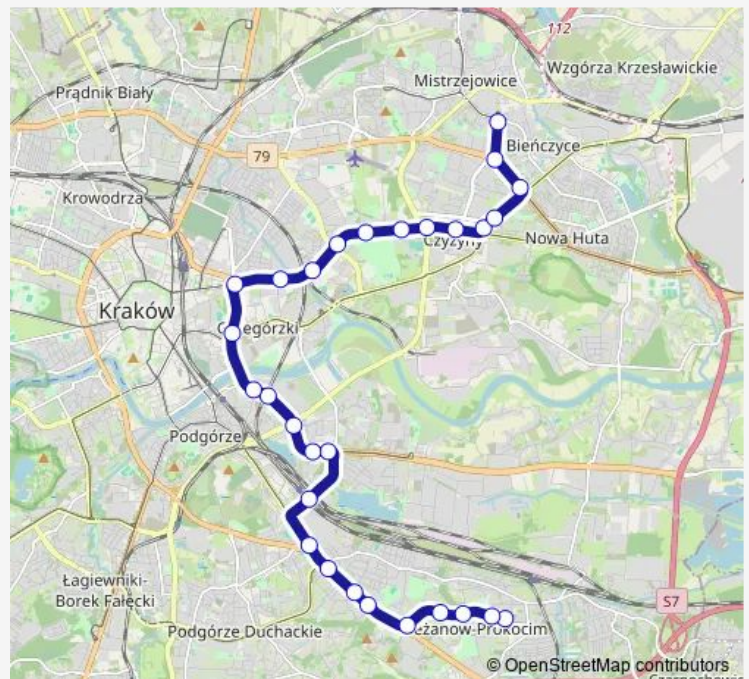 112
Wzgórza Krzesławickie
Mistrzejowice
Prądnik Biały
79
Bieńczyce
Krowodrza
Czyżyny
Nowa Huta
Kraków
Podgórze
Łagiewniki-
Borek Fałęcki
S7
Podgórze Duchackie
eżanow-Prokocim
© OpenStreetMap contributors